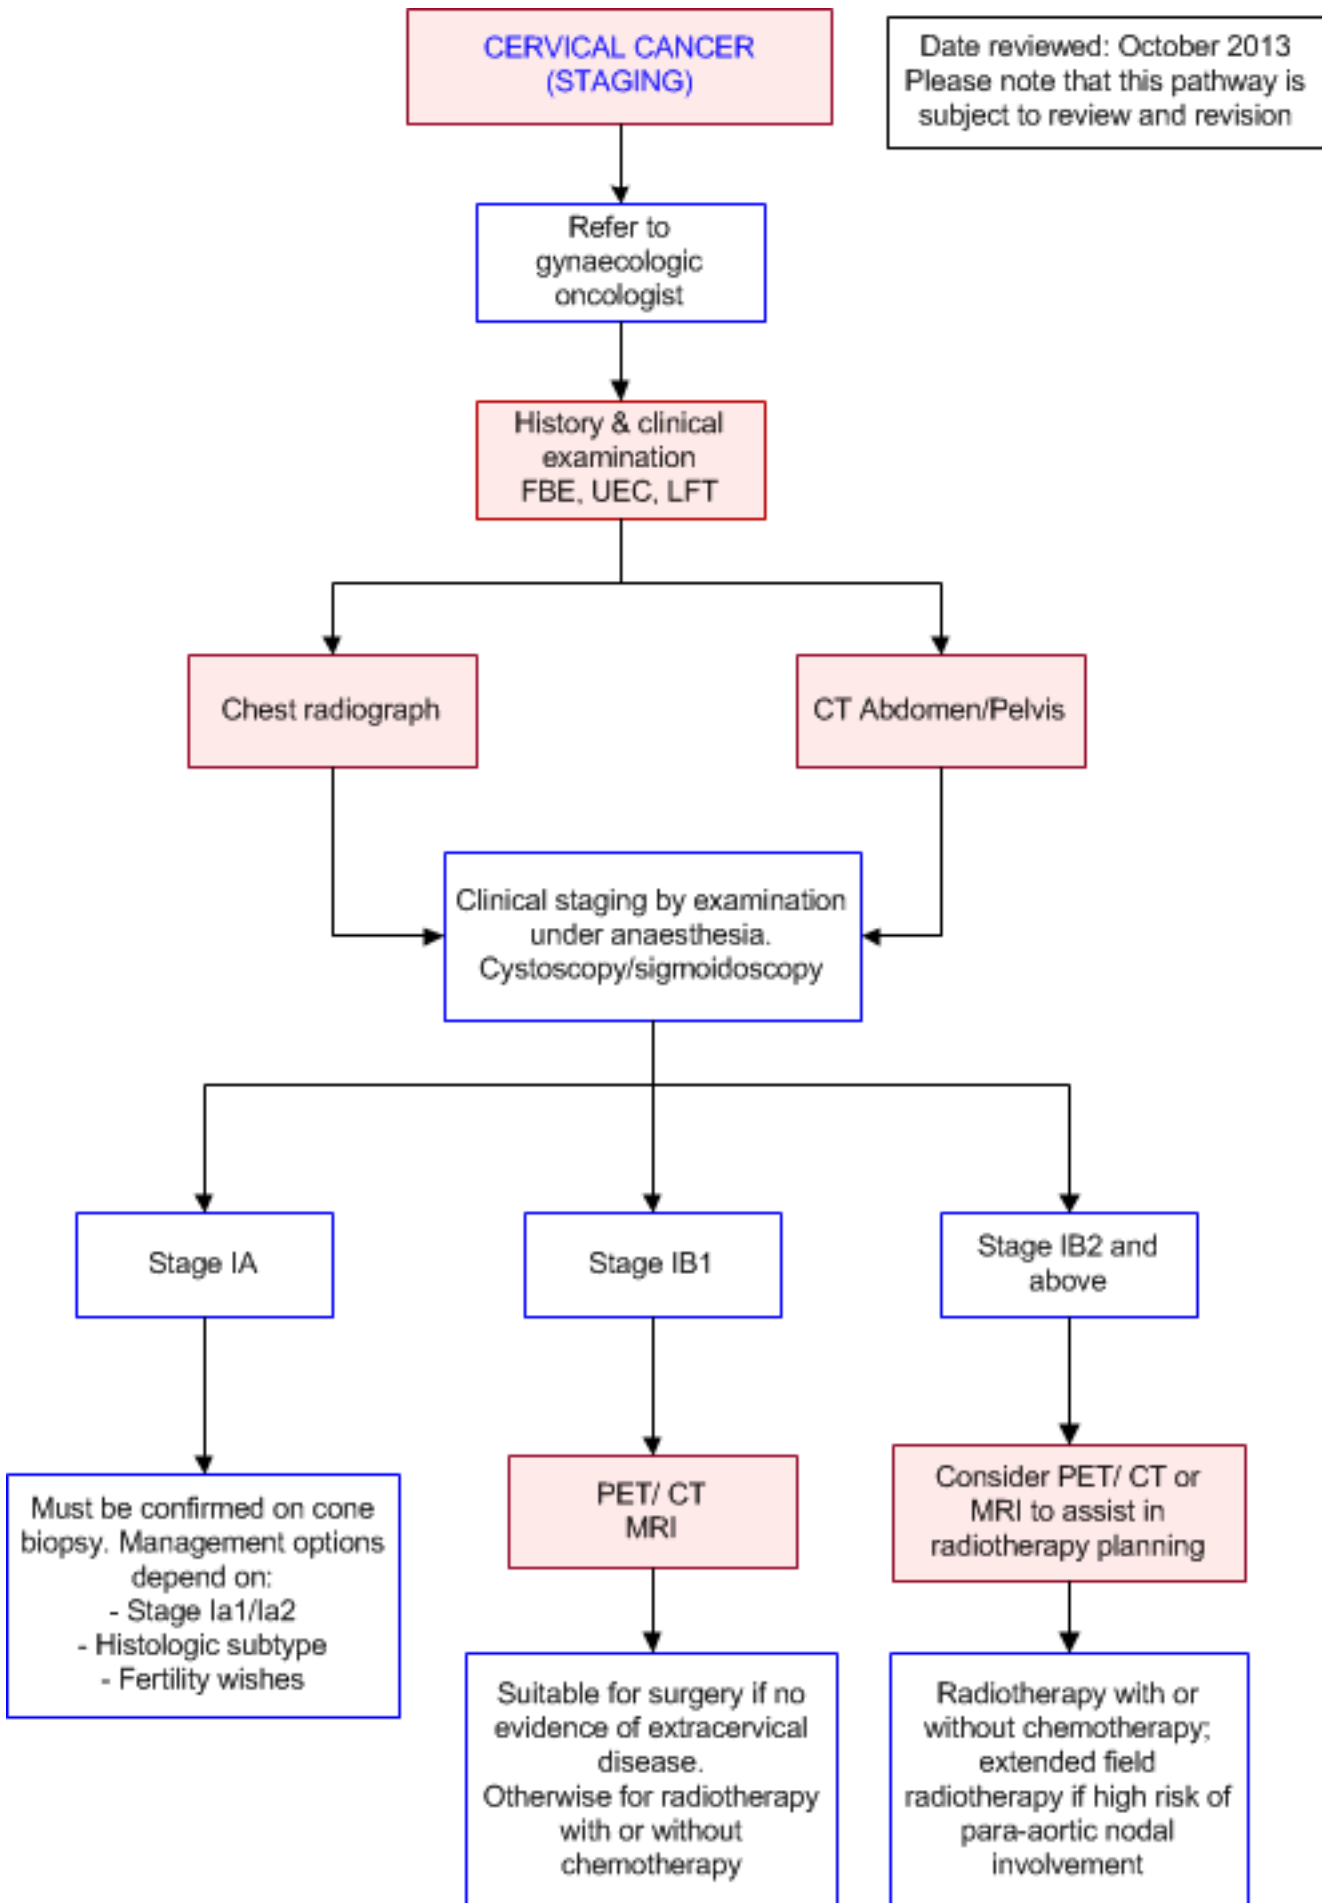 CERVICAL CANCER
(STAGING)
Date reviewed: October 2013
Please note that this pathway is
subject to review and revision
Refer to
gynaecologic
oncologist
History & clinical
examination
FBE, UEC, LFT
Chest radiograph
CT Abdomen/Pelvis
Clinical staging by examination
under anaesthesia.
Cystoscopy/sigmoidoscopy
Stage IA
Stage IB1
Stage IB2 and
above
Must be confirmed on cone
biopsy. Management options
depend on:
- Stage Ia1/Ia2
- Histologic subtype
- Fertility wishes
PET/ CT
MRI
Consider PET/ CT or
MRI to assist in
radiotherapy planning
Suitable for surgery if no
evidence of extracervical
disease.
Otherwise for radiotherapy
with or without
chemotherapy
Radiotherapy with or
without chemotherapy;
extended field
radiotherapy if high risk of
para-aortic nodal
involvement